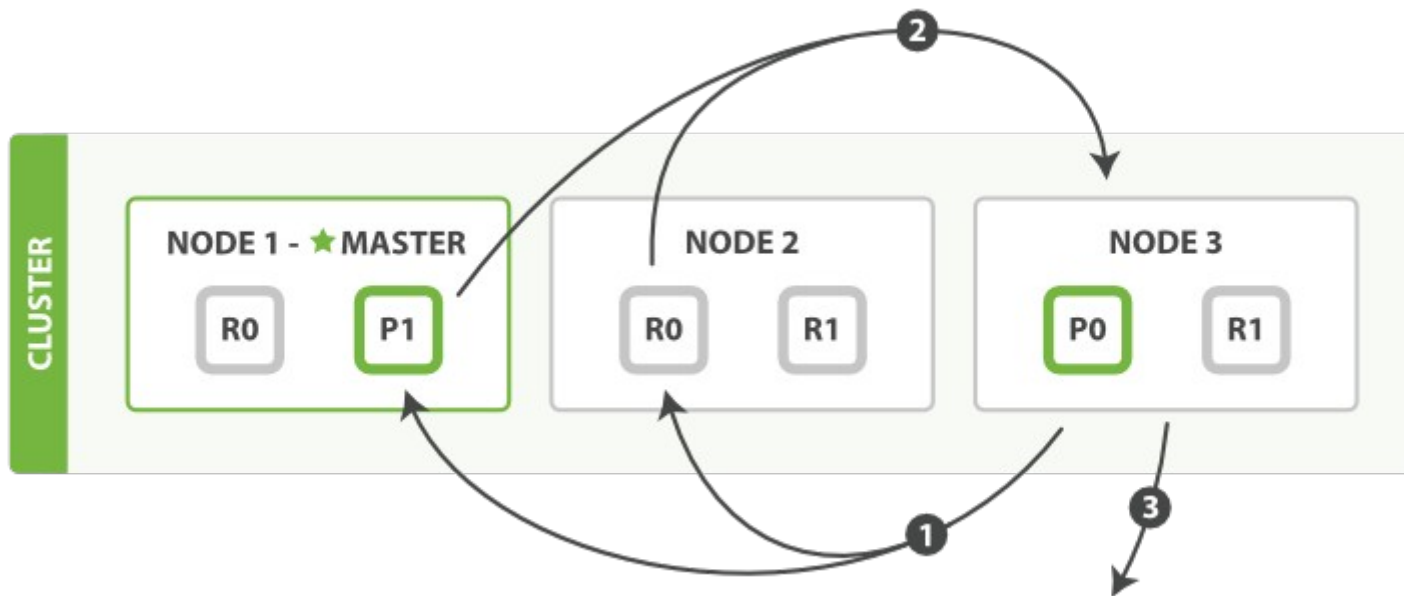 2
CLUSTER
NODE 1 - ★ MASTER
R0
P1
NODE 2
R0
R1
NODE 3
P0
R1
1
3